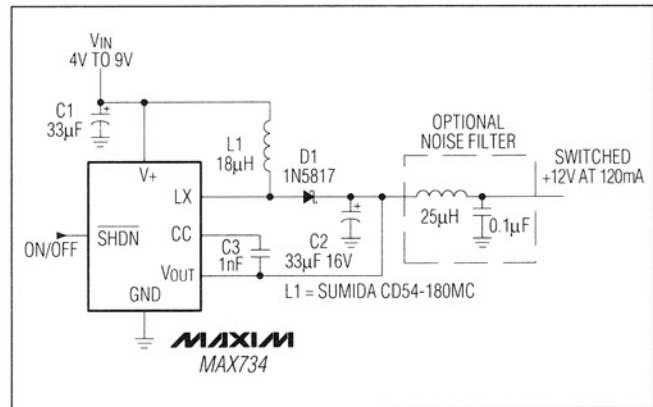 VIN
4V TO 9V
C1
33µF
L1
18µH
D1
1N5817
OPTIONAL
NOISE FILTER
SWITCHED
+12V AT 120mA
V+
LX
25µH
0.1µF
ON/OFF
SHDN
CC
C3
1nF
C2
33µF 16V
VOUT
L1 = SUMIDA CD54-180MC
GND
MAXIM
MAX734